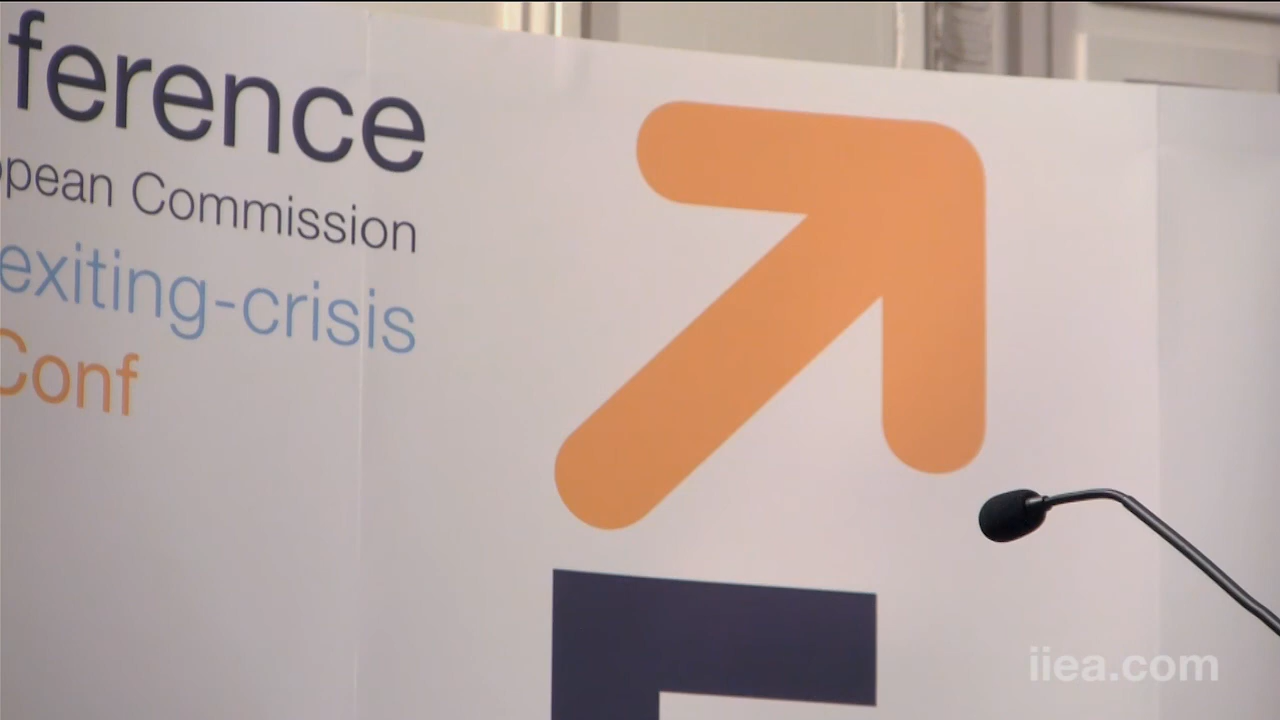 ference
opean Commission
exiting-crisis
Conf
E
iiea.com